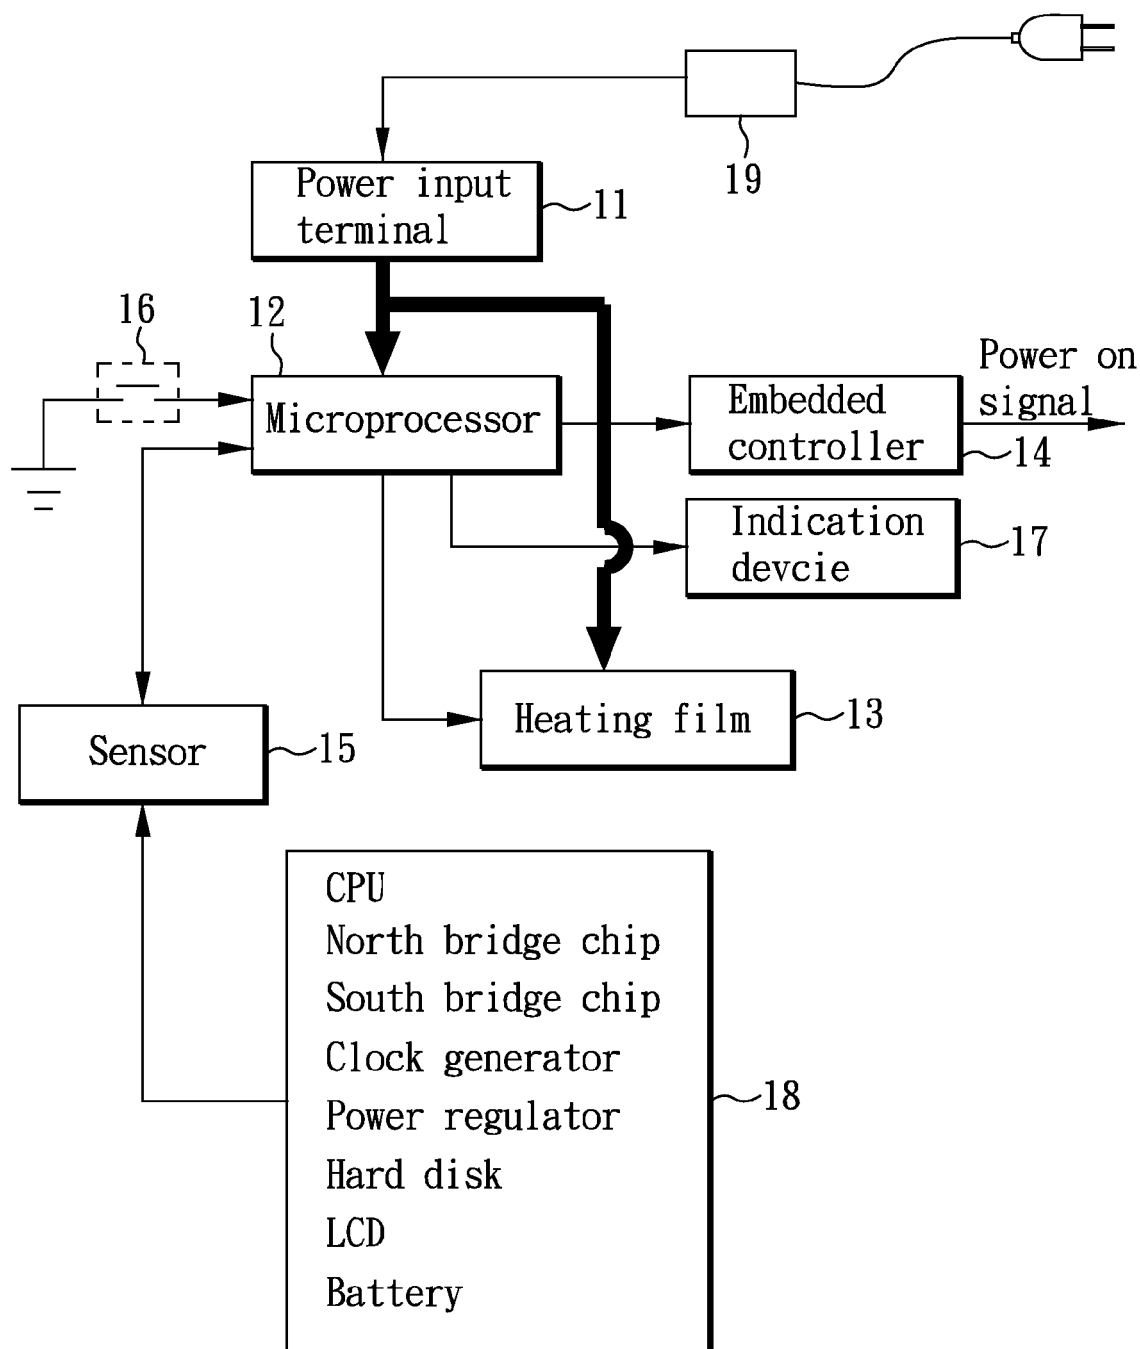 19
Power input
terminal
11
16
12
Power on
signal
Microprocessor
Embedded
controller
14
Indication
devcie
17
Heating film
13
Sensor
15
CPU
North bridge chip
South bridge chip
Clock generator
Power regulator
Hard disk
LCD
Battery
18